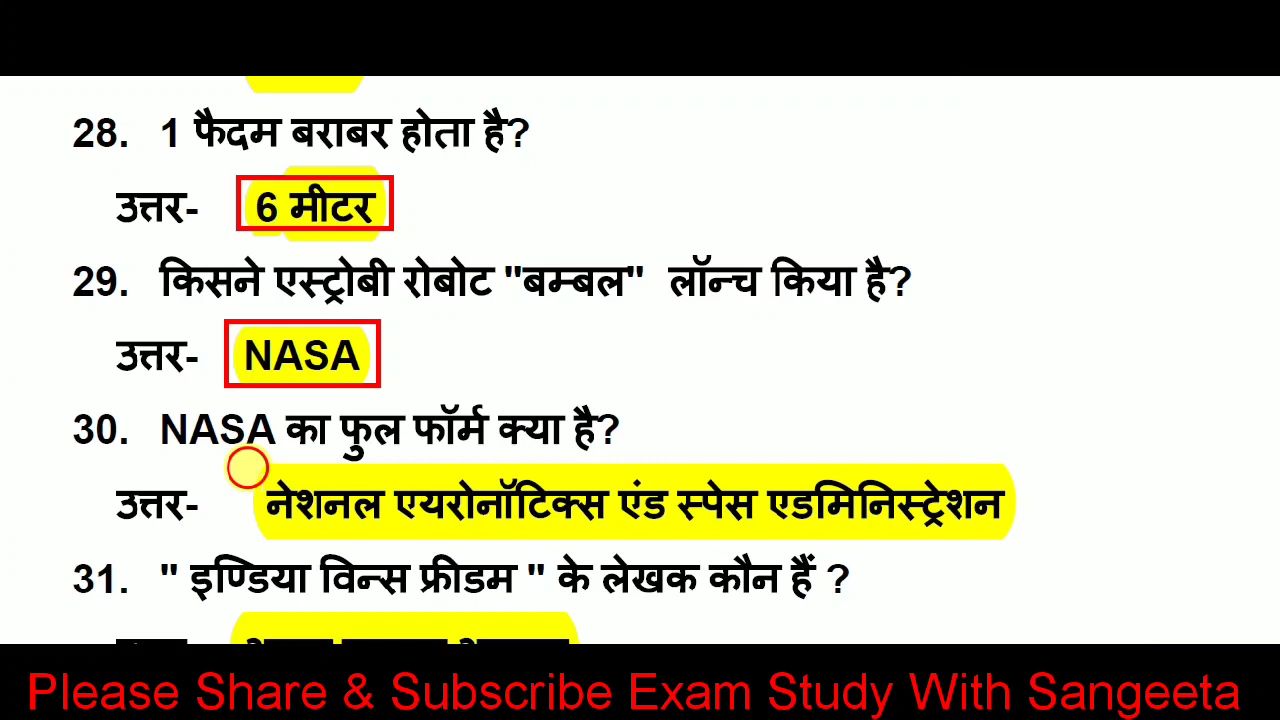 28. 1 फैदम बराबर होता है?
उत्तर- 6 मीटर
29. किसने एस्ट्रोबी रोबोट "बम्बल" लॉन्च किया है?
उत्तर- NASA
30. NASA का फुल फॉर्म क्या है?
उत्तर- नेशनल एयरोनॉटिक्स एंड स्पेस एडमिनिस्ट्रेशन
31. " इण्डिया विन्स फ्रीडम " के लेखक कौन हैं ?
Please Share & Subscribe Exam Study With Sangeeta